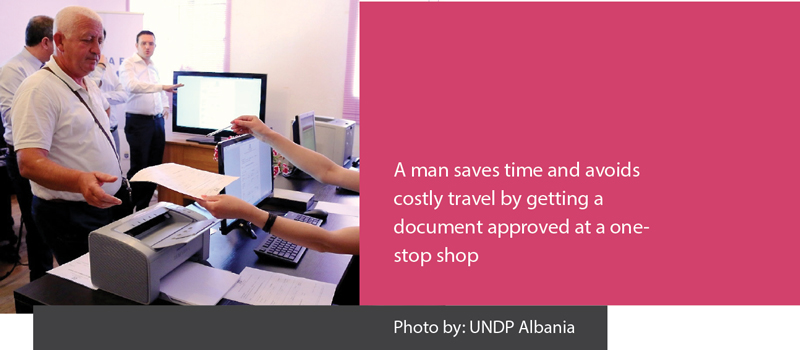 A man saves time and avoids
costly travel by getting a
document approved at a one-
stop shop
Photo by: UNDP Albania